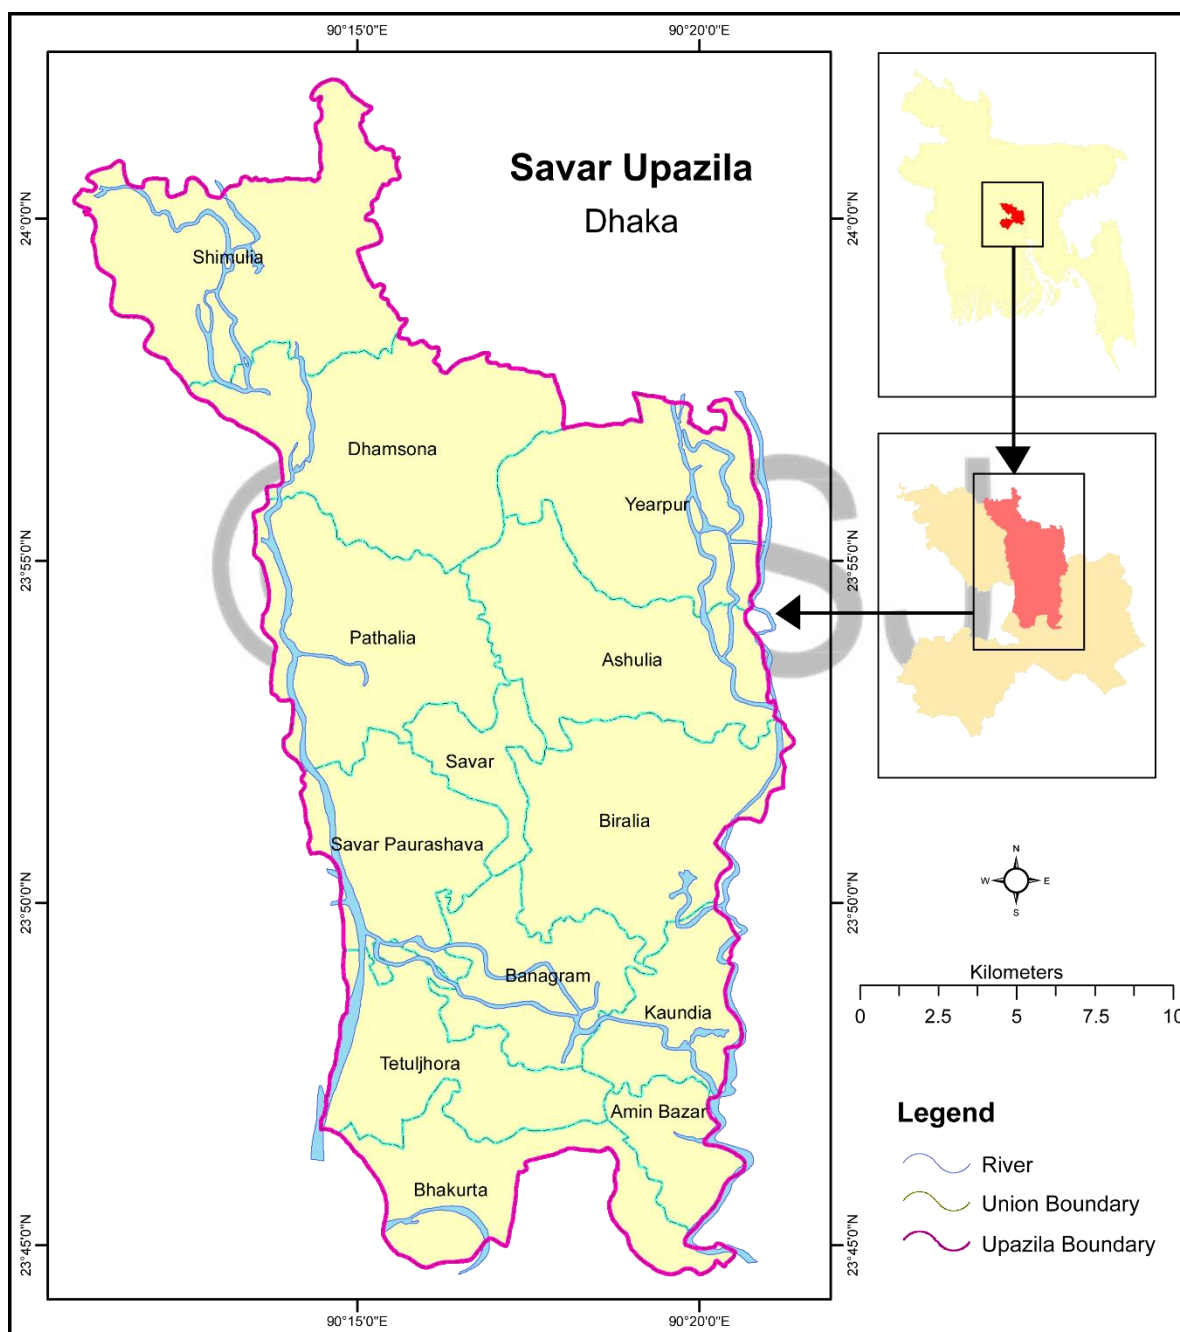 90°15'0"E
90°20'0"E
Savar Upazila
Dhaka
24°0'0"N
24°0'0"N
Shimulia
Dhamsona
Yearpur
23°55'0"N
23°55'0"N
Pathalia
Ashulia
Savar
Biralia
Savar Paurashava
N
W
E
S
23°50'0"N
23°50'0"N
Banagram
Kaundia
Kilometers
0 2.5 5 7.5 10
Tetuljhora
Amin Bazar
Legend
River
Union Boundary
Upazila Boundary
Bhakurta
23°45'0"N
23°45'0"N
90°15'0"E
90°20'0"E